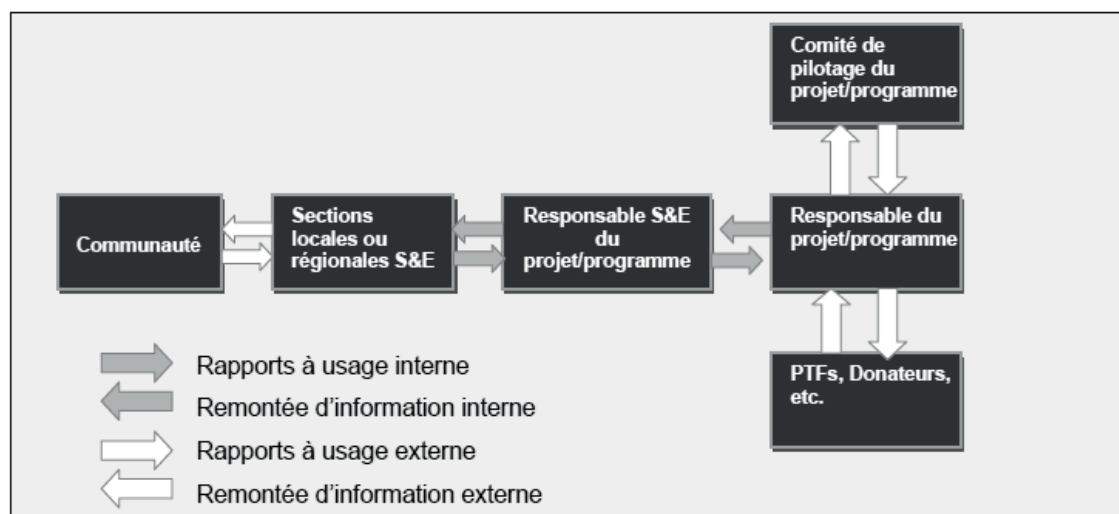 Comité de
pilotage du
projet/programme
Communauté
Sections
locales ou
régionales S&E
Responsable S&E
du
projet/programme
Responsable du
projet/programme
PTFs, Donateurs,
etc.
Rapports à usage interne
Remontée d'information interne
Rapports à usage externe
Remontée d'information externe